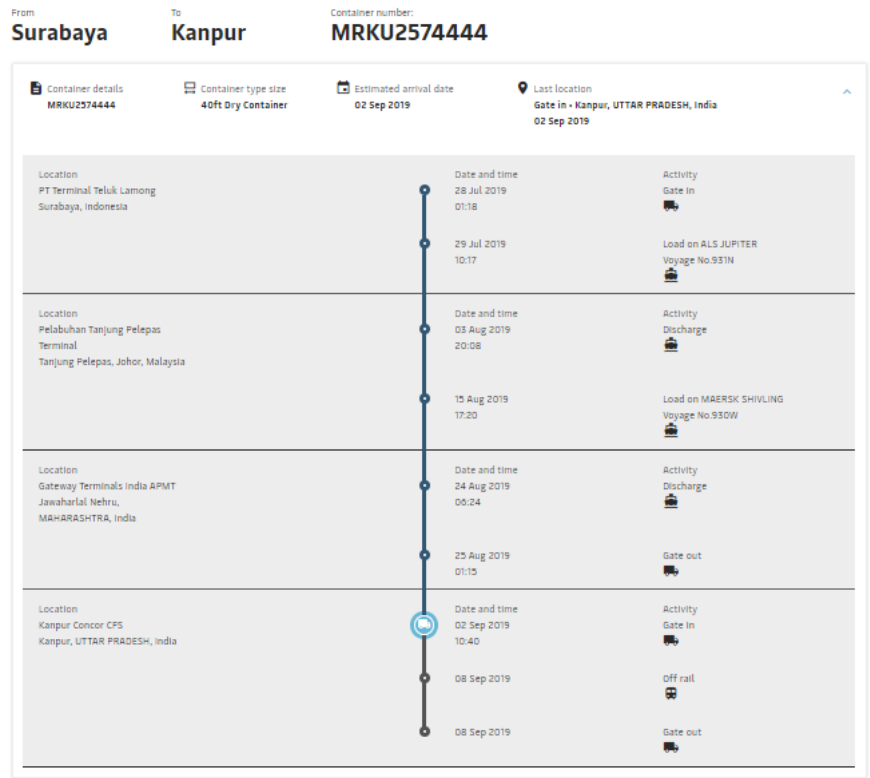 From
To
Container number:
Surabaya
Kanpur
MRKU2574444
Container details
MRKU2574444
Container type size
40ft Dry Container
Estimated arrival date
02 Sep 2019
Last location
Gate in • Kanpur, UTTAR PRADESH, India
02 Sep 2019
Location
PT Terminal Teluk Lamong
Surabaya, Indonesia
Date and time
28 Jul 2019
01:18
Activity
Gate in
29 Jul 2019
10:17
Load on ALS JUPITER
Voyage No.931N
Location
Pelabuhan Tanjung Pelepas
Terminal
Tanjung Pelepas, Johor, Malaysia
Date and time
03 Aug 2019
20:08
Activity
Discharge
15 Aug 2019
17:20
Load on MAERSK SHIVLING
Voyage No.930W
Location
Gateway Terminals India APMT
Jawaharlal Nehru,
MAHARASHTRA, India
Date and time
24 Aug 2019
06:24
Activity
Discharge
25 Aug 2019
01:15
Gate out
Location
Kanpur Concor CFS
Kanpur, UTTAR PRADESH, India
Date and time
02 Sep 2019
10:40
Activity
Gate in
08 Sep 2019
Off rail
08 Sep 2019
Gate out